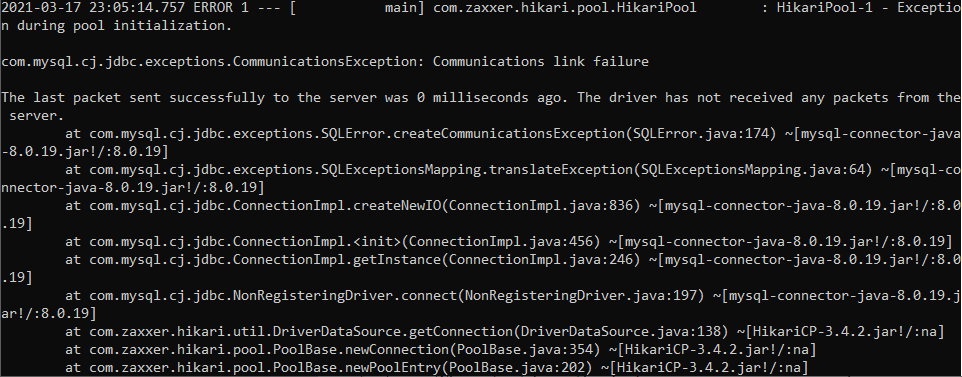 2021-03-17 23:05:14.757 ERROR 1 --- [           main] com.zaxxer.hikari.pool.HikariPool        : HikariPool-1 - Exceptio
n during pool initialization.
com.mysql.cj.jdbc.exceptions.CommunicationsException: Communications link failure
The last packet sent successfully to the server was 0 milliseconds ago. The driver has not received any packets from the
 server.
        at com.mysql.cj.jdbc.exceptions.SQLError.createCommunicationsException(SQLError.java:174) ~[mysql-connector-java
-8.0.19.jar!/:8.0.19]
        at com.mysql.cj.jdbc.exceptions.SQLExceptionsMapping.translateException(SQLExceptionsMapping.java:64) ~[mysql-co
nnector-java-8.0.19.jar!/:8.0.19]
        at com.mysql.cj.jdbc.ConnectionImpl.createNewIO(ConnectionImpl.java:836) ~[mysql-connector-java-8.0.19.jar!/:8.0
.19]
        at com.mysql.cj.jdbc.ConnectionImpl.<init>(ConnectionImpl.java:456) ~[mysql-connector-java-8.0.19.jar!/:8.0.19]
        at com.mysql.cj.jdbc.ConnectionImpl.getInstance(ConnectionImpl.java:246) ~[mysql-connector-java-8.0.19.jar!/:8.0
.19]
        at com.mysql.cj.jdbc.NonRegisteringDriver.connect(NonRegisteringDriver.java:197) ~[mysql-connector-java-8.0.19.j
ar!/:8.0.19]
        at com.zaxxer.hikari.util.DriverDataSource.getConnection(DriverDataSource.java:138) ~[HikariCP-3.4.2.jar!/:na]
        at com.zaxxer.hikari.pool.PoolBase.newConnection(PoolBase.java:354) ~[HikariCP-3.4.2.jar!/:na]
        at com.zaxxer.hikari.pool.PoolBase.newPoolEntry(PoolBase.java:202) ~[HikariCP-3.4.2.jar!/:na]